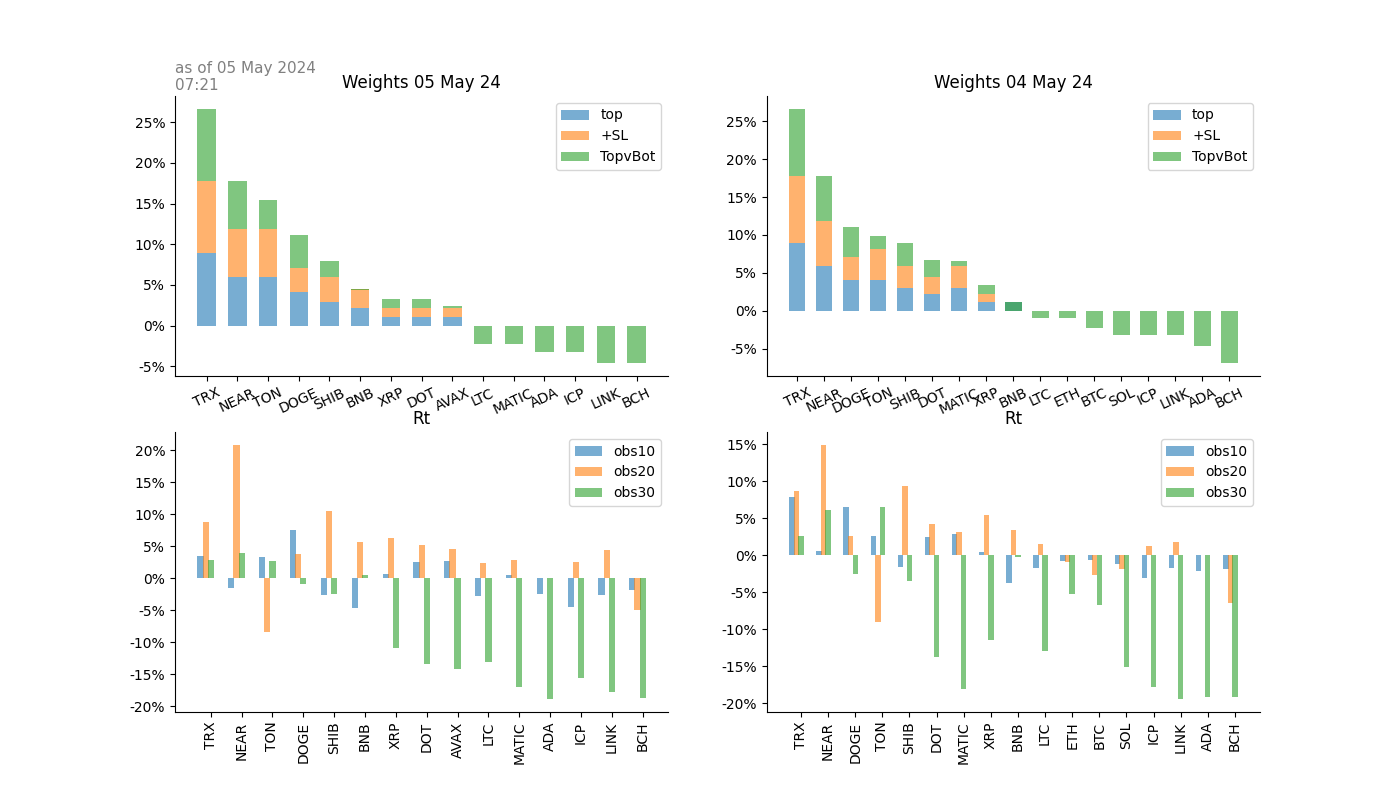 as of 05 May 2024
07:21
Weights 05 May 24
25%
20%
15%
10%
5%
0%
-5%
top
+SL
TopvBot
TRX NEAR TON DOGE SHIB BNB XRP DOT AVAX LTC MATIC ADA ICP LINK BCH
Weights 04 May 24
25%
20%
15%
10%
5%
0%
-5%
top
+SL
TopvBot
TRX NEAR DOGE TON SHIB DOT MATIC XRP BNB LTC ETH BTC SOL ICP LINK ADA BCH
Rt
20%
15%
10%
5%
0%
-5%
-10%
-15%
-20%
obs10
obs20
obs30
TRX NEAR TON DOGE SHIB BNB XRP DOT AVAX LTC MATIC ADA ICP LINK BCH
Rt
15%
10%
5%
0%
-5%
-10%
-15%
-20%
obs10
obs20
obs30
TRX NEAR DOGE TON SHIB DOT MATIC XRP BNB LTC ETH BTC SOL ICP LINK ADA BCH